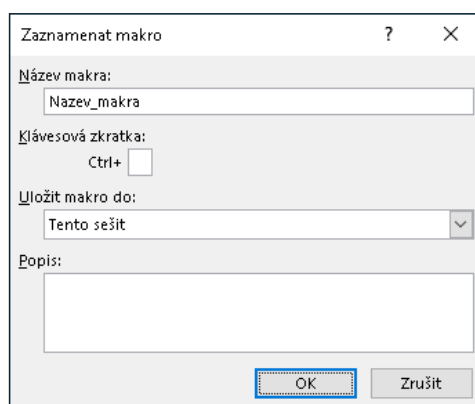 Zaznamenat makro ?
Název makra:
Nazev_makra
Klávesová zkratka:
Ctrl+
Uložit makro do:
Tento sešit
Popis:
OK Zrušit